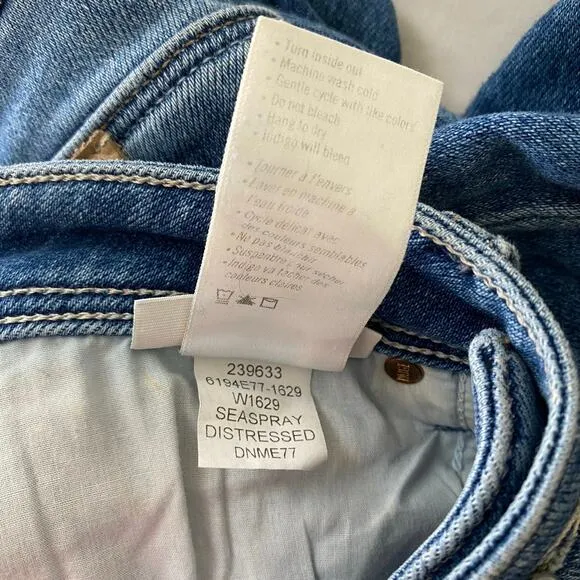 • Turn inside out
• Machine wash cold
• Gentle cycle with like colors
• Do not bleach
• Hang to dry
• Indigo will bleed
• Tourner à l'envers
• Laver en machine à
l'eau froide
• Cycle délicat avec
des couleurs semblables
• Ne pas blanchir
• Suspendre pour sécher
• Indigo va tacher des
couleurs claires
239633
6194E77-1629
W1629
SEASPRAY
DISTRESSED
DNME77